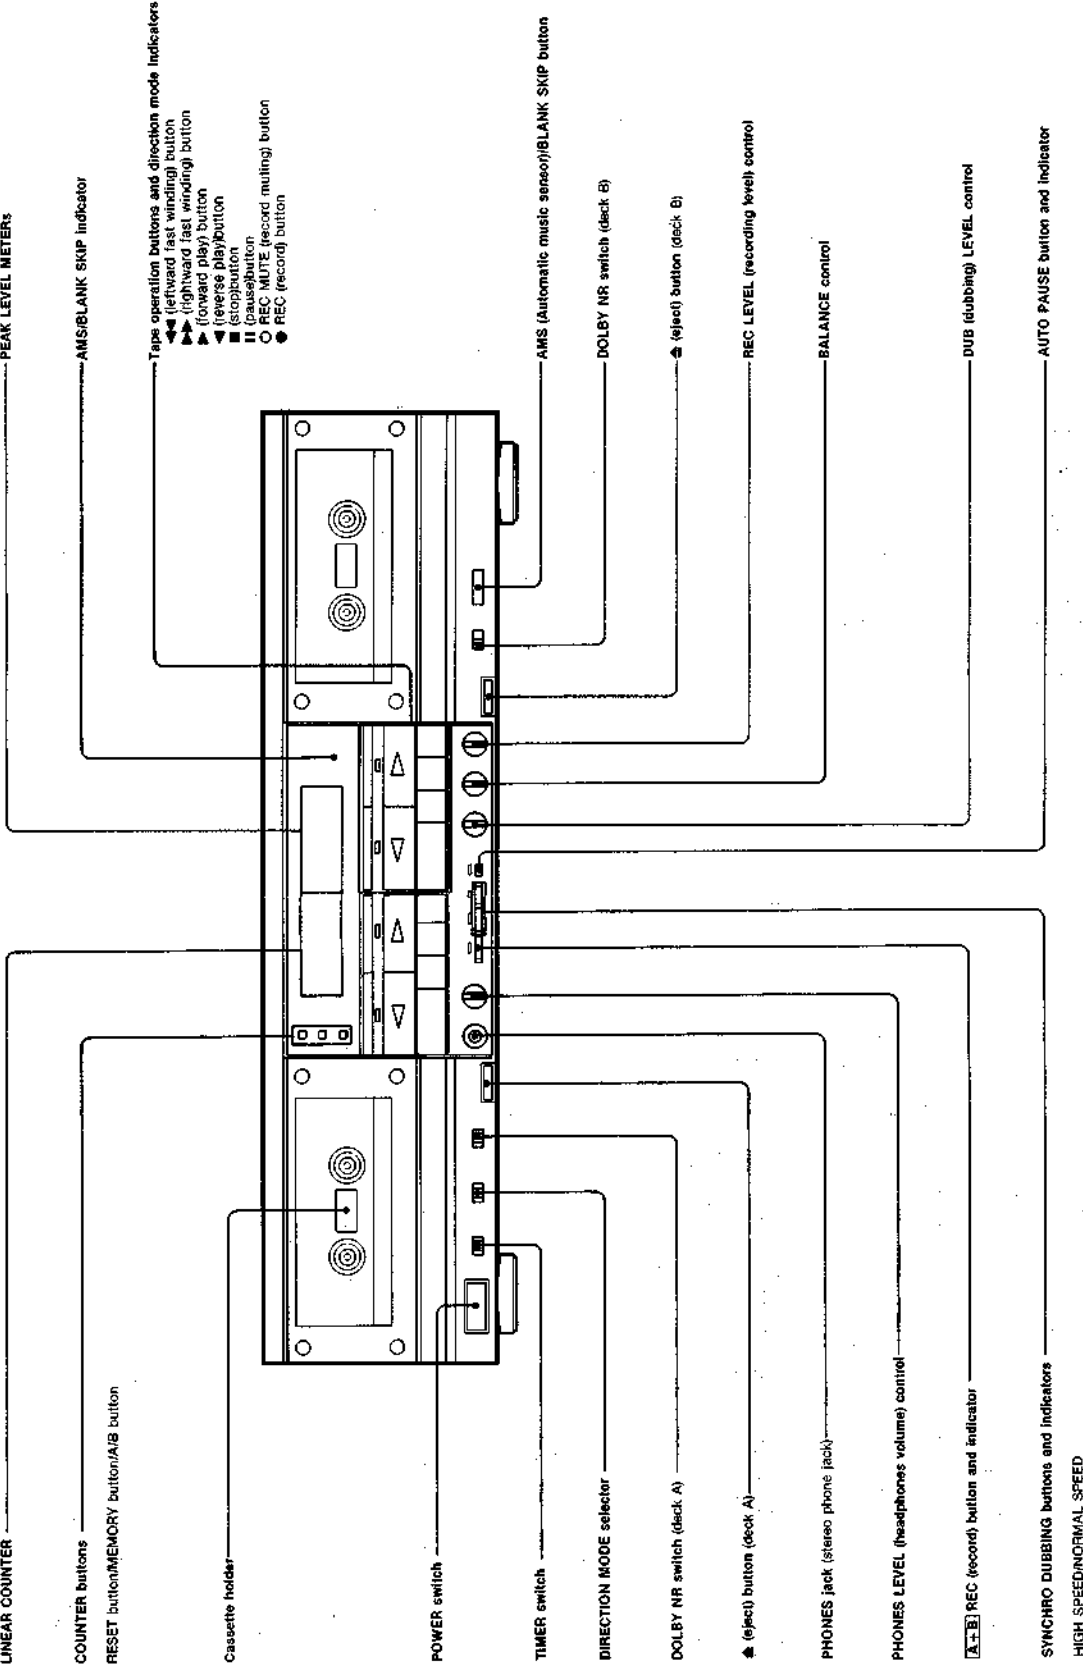 LINEAR COUNTER
COUNTER buttons
RESET button/MEMORY button/A/B button
Cassette holder
POWER switch
TIMER switch
DIRECTION MODE selector
DOLBY NR switch (deck A)
⏏ (eject) button (deck A)
PHONES jack (stereo phone jack)
PHONES LEVEL (headphones volume) control
A + B REC (record) button and indicator
SYNCHRO DUBBING buttons and indicators
HIGH SPEED/NORMAL SPEED
PEAK LEVEL METERs
AMS/BLANK SKIP indicator
Tape operation buttons and direction mode indicators
◀◀ (leftward fast winding) button
▶▶ (rightward fast winding) button
▶ (forward play) button
◀ (reverse play)button
■ (stop)button
❚❚ (pause)button
○ REC MUTE (record muting) button
● REC (record) button
AMS (Automatic music sensor)/BLANK SKIP button
DOLBY NR switch (deck B)
⏏ (eject) button (deck B)
REC LEVEL (recording level) control
BALANCE control
DUB (dubbing) LEVEL control
AUTO PAUSE button and indicator